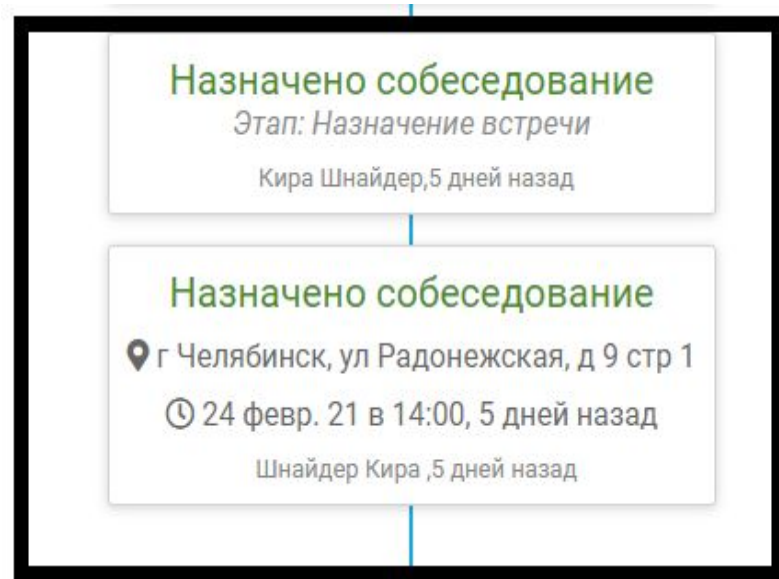 Назначено собеседование
Этап: Назначение встречи
Кира Шнайдер,5 дней назад
Назначено собеседование
г Челябинск, ул Радонежская, д 9 стр 1
24 февр. 21 в 14:00, 5 дней назад
Шнайдер Кира ,5 дней назад